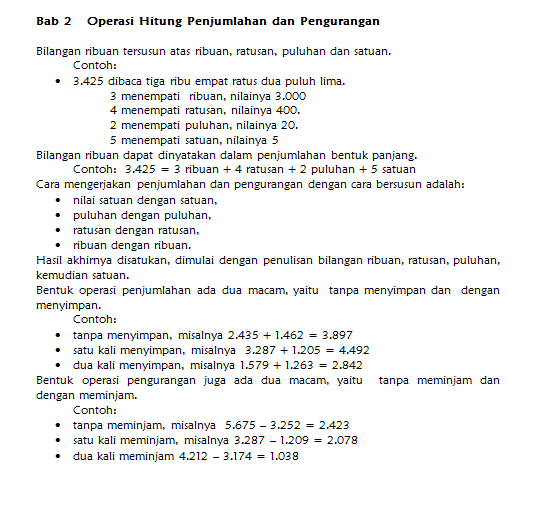 Bab 2 Operasi Hitung Penjumlahan dan Pengurangan
Bilangan ribuan tersusun atas ribuan, ratusan, puluhan dan satuan.
Contoh:
• 3.425 dibaca tiga ribu empat ratus dua puluh lima.
3 menempati ribuan, nilainya 3.000
4 menempati ratusan, nilainya 400.
2 menempati puluhan, nilainya 20.
5 menempati satuan, nilainya 5
Bilangan ribuan dapat dinyatakan dalam penjumlahan bentuk panjang.
Contoh: 3.425 = 3 ribuan + 4 ratusan + 2 puluhan + 5 satuan
Cara mengerjakan penjumlahan dan pengurangan dengan cara bersusun adalah:
• nilai satuan dengan satuan,
• puluhan dengan puluhan,
• ratusan dengan ratusan,
• ribuan dengan ribuan.
Hasil akhirnya disatukan, dimulai dengan penulisan bilangan ribuan, ratusan, puluhan,
kemudian satuan.
Bentuk operasi penjumlahan ada dua macam, yaitu tanpa menyimpan dan dengan
menyimpan.
Contoh:
• tanpa menyimpan, misalnya 2.435 + 1.462 = 3.897
• satu kali menyimpan, misalnya 3.287 + 1.205 = 4.492
• dua kali menyimpan, misalnya 1.579 + 1.263 = 2.842
Bentuk operasi pengurangan juga ada dua macam, yaitu tanpa meminjam dan
dengan meminjam.
Contoh:
• tanpa meminjam, misalnya 5.675 – 3.252 = 2.423
• satu kali meminjam, misalnya 3.287 – 1.209 = 2.078
• dua kali meminjam 4.212 – 3.174 = 1.038